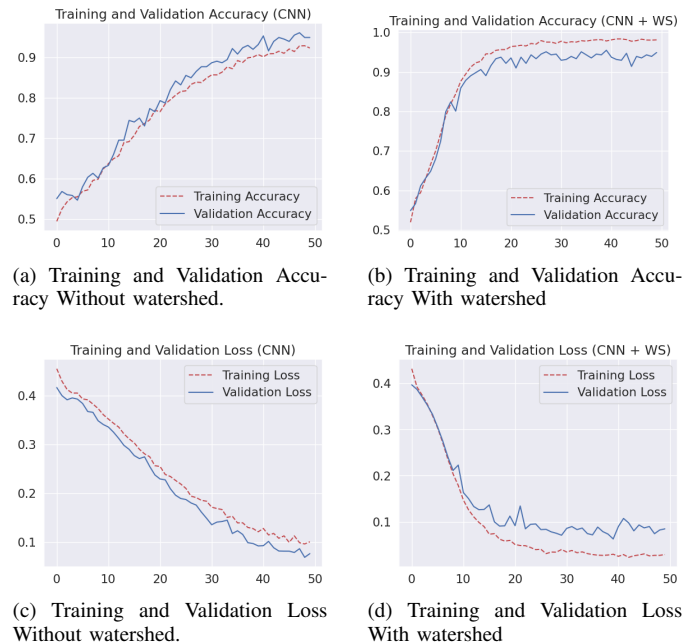 Training and Validation Accuracy (CNN)
0.9
0.8
0.7
0.6
0.5
Training Accuracy
Validation Accuracy
0 10 20 30 40 50
(a) Training and Validation Accu-
racy Without watershed.
Training and Validation Accuracy (CNN + WS)
1.0
0.9
0.8
0.7
0.6
0.5
Training Accuracy
Validation Accuracy
0 10 20 30 40 50
(b) Training and Validation Accu-
racy With watershed
Training and Validation Loss (CNN)
Training Loss
Validation Loss
0.4
0.3
0.2
0.1
0 10 20 30 40 50
(c) Training and Validation Loss
Without watershed.
Training and Validation Loss (CNN + WS)
Training Loss
Validation Loss
0.4
0.3
0.2
0.1
0 10 20 30 40 50
(d) Training and Validation Loss
With watershed